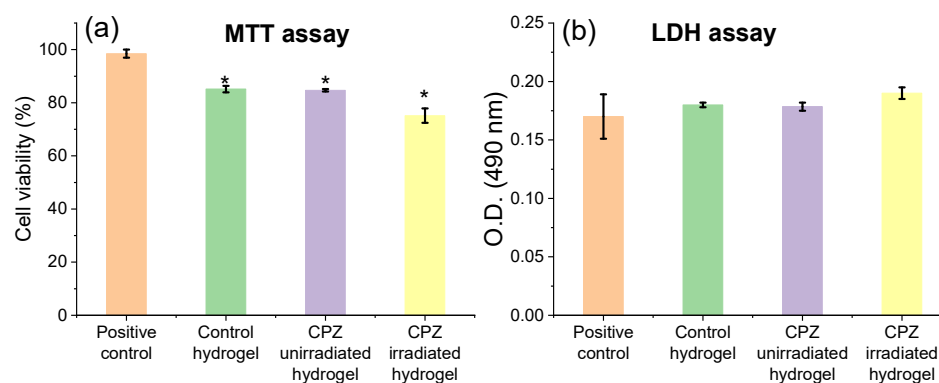 (a)
MTT assay
Cell viability (%)
100
80
60
40
20
0
*
*
*
Positive
control
Control
hydrogel
CPZ
unirradiated
hydrogel
CPZ
irradiated
hydrogel
(b)
LDH assay
O.D. (490 nm)
0.25
0.20
0.15
0.10
0.05
0.00
Positive
control
Control
hydrogel
CPZ
unirradiated
hydrogel
CPZ
irradiated
hydrogel